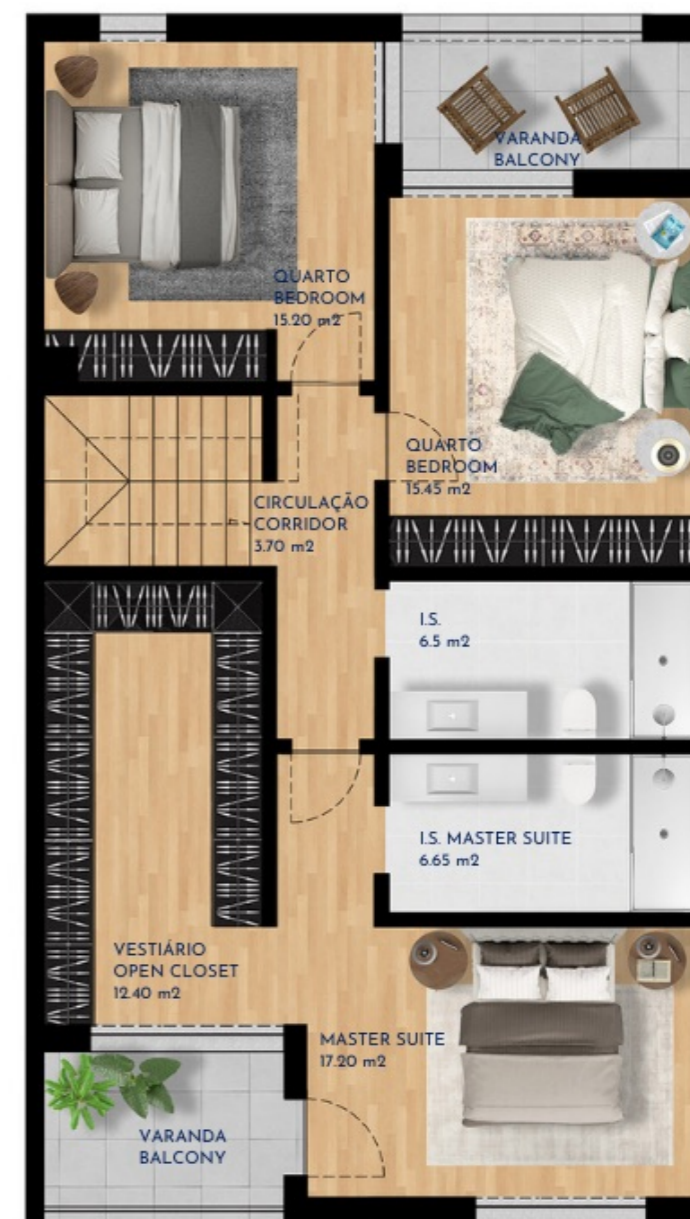 VARANDA
BALCONY
QUARTO
BEDROOM
15.20 m2
QUARTO
BEDROOM
15.45 m2
CIRCULAÇÃO
CORRIDOR
3.70 m2
I.S.
6.5 m2
I.S. MASTER SUITE
6.65 m2
VESTIÁRIO
OPEN CLOSET
12.40 m2
MASTER SUITE
17.20 m2
VARANDA
BALCONY